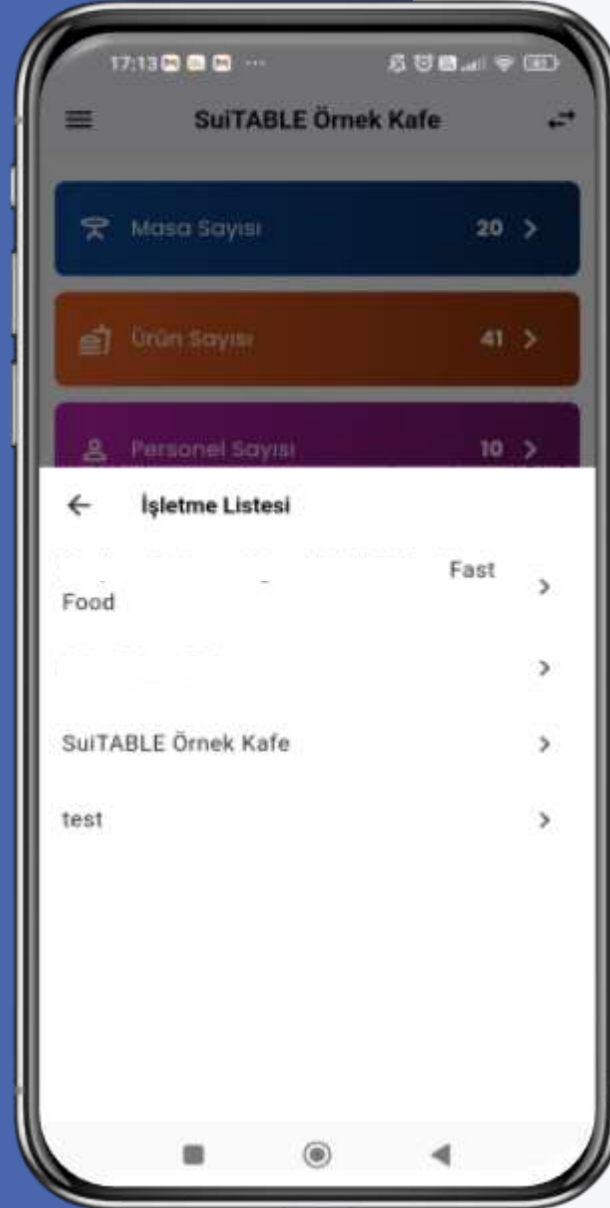 17:13
SuiTABLE Örnek Kafe
Masa Sayısı 20
Ürün Sayısı 41
Personel Sayısı 10
İşletme Listesi
Fast
Food
SuiTABLE Örnek Kafe
test